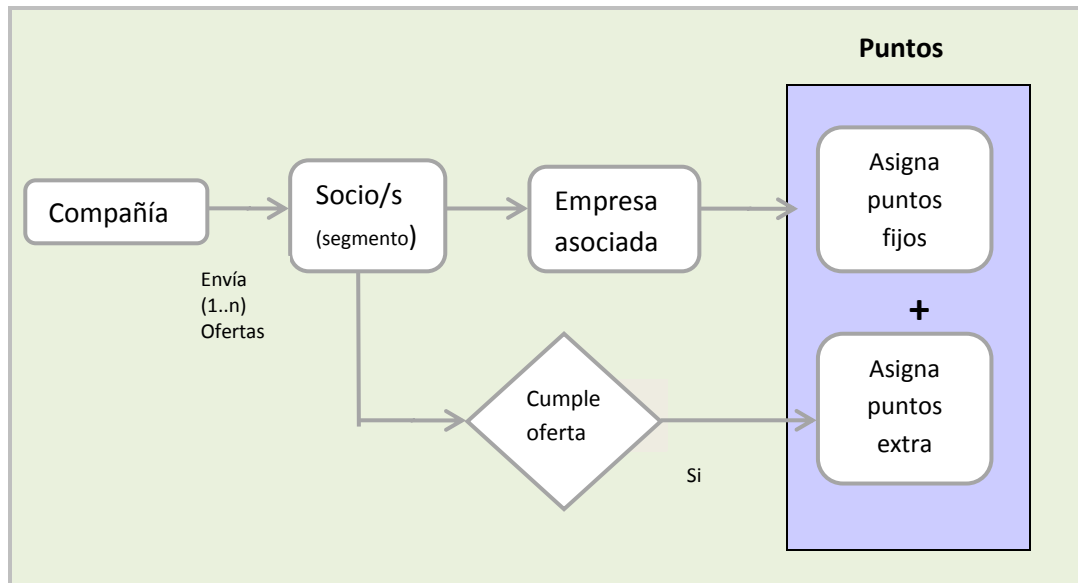 Puntos
Compañía
Envía
(1..n)
Ofertas
Socio/s
(segmento)
Empresa
asociada
Asigna
puntos
fijos
+
Cumple
oferta
Si
Asigna
puntos
extra